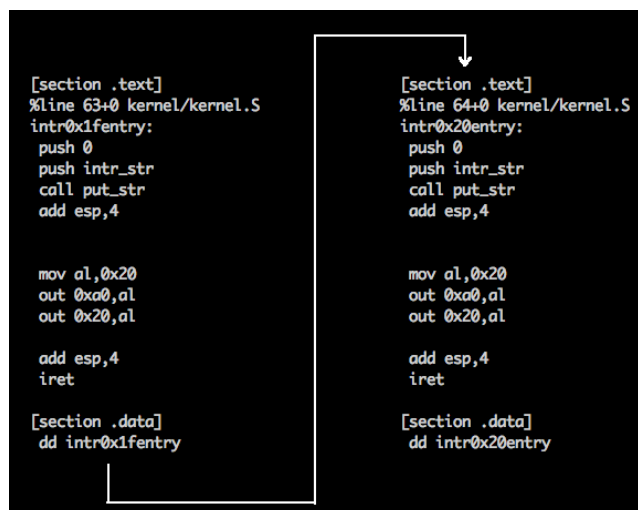 [section .text]
%line 63+0 kernel/kernel.S
intr0x1fentry:
push 0
push intr_str
call put_str
add esp,4
mov al,0x20
out 0xa0,al
out 0x20,al
add esp,4
iret
[section .data]
dd intr0x1fentry
[section .text]
%line 64+0 kernel/kernel.S
intr0x20entry:
push 0
push intr_str
call put_str
add esp,4
mov al,0x20
out 0xa0,al
out 0x20,al
add esp,4
iret
[section .data]
dd intr0x20entry